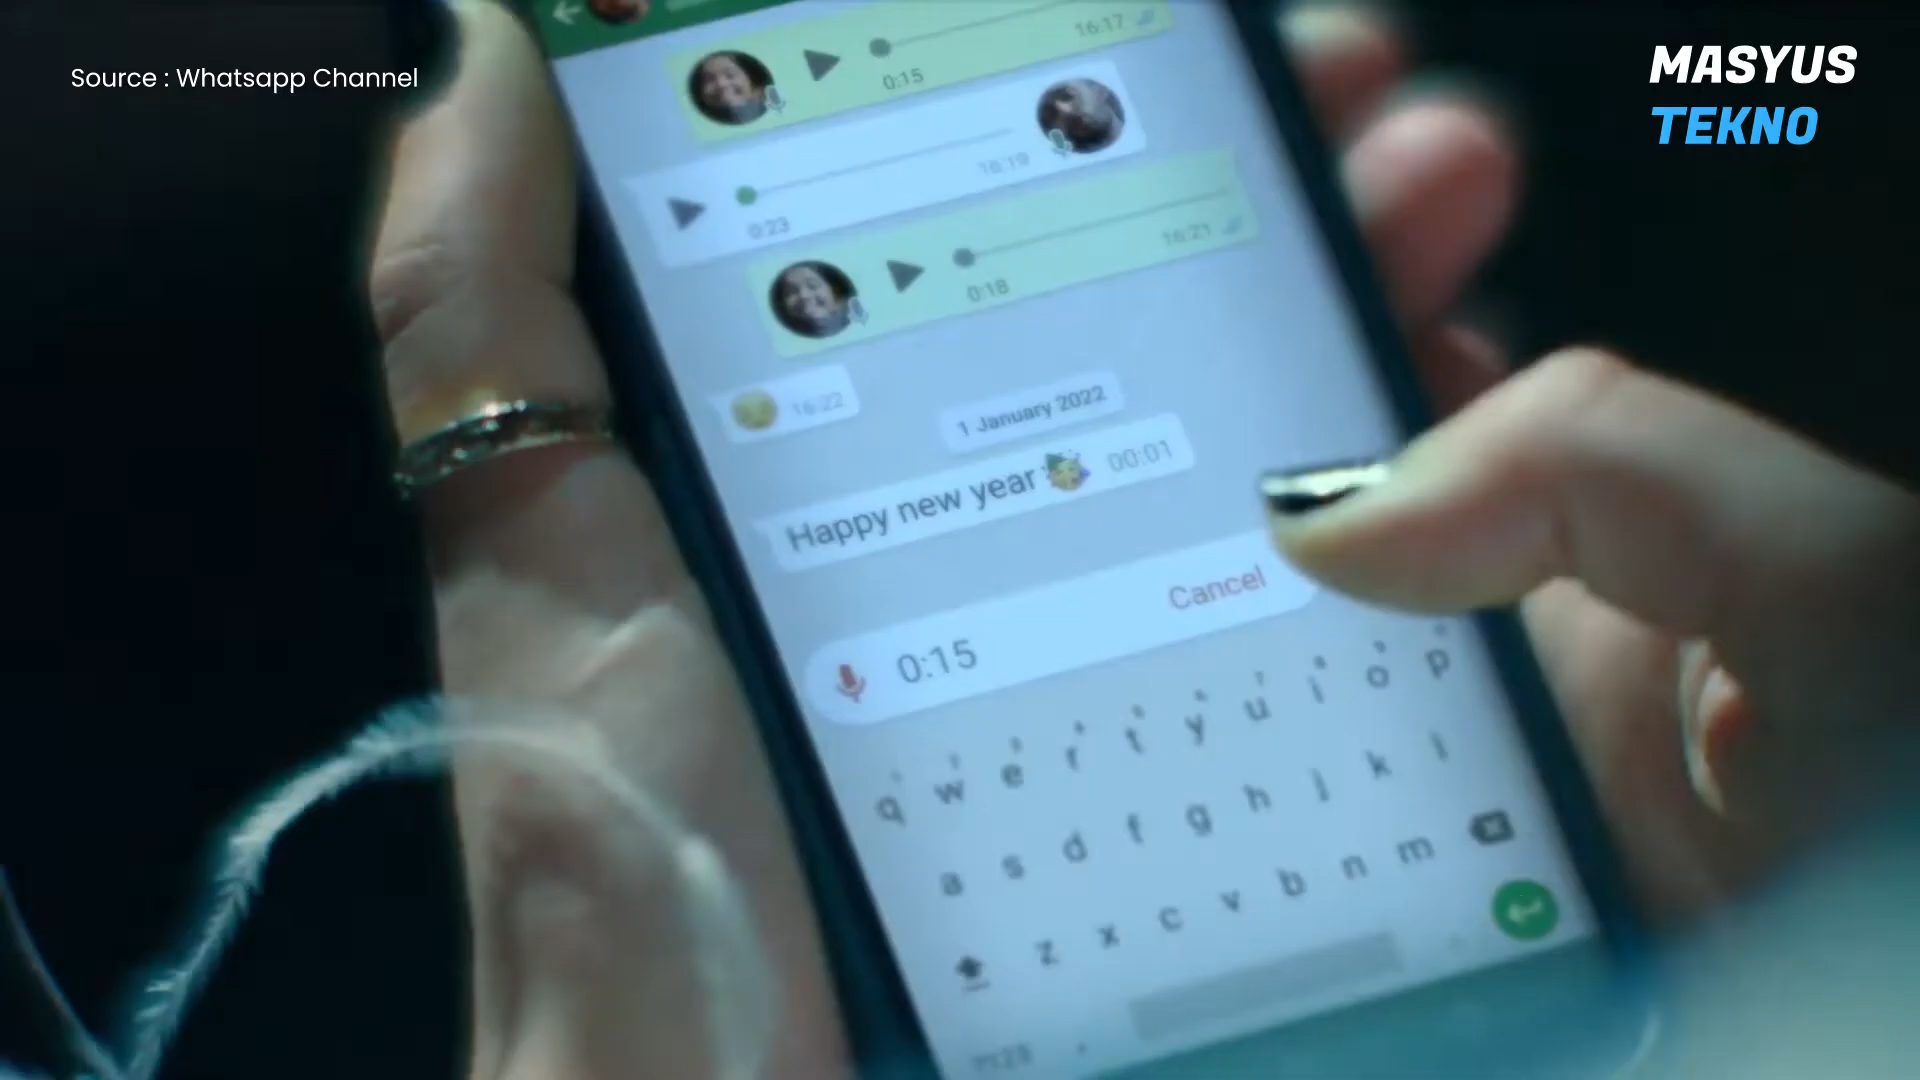 Source : Whatsapp Channel
MASYUS
TEKNO
16:17
0:15
16:19
0:23
16:21
0:18
16:22
1 January 2022
Happy new year 🥳 00:01
Cancel
0:15
q w e r t y u i o p
a s d f g h j k l
z x c v b n m